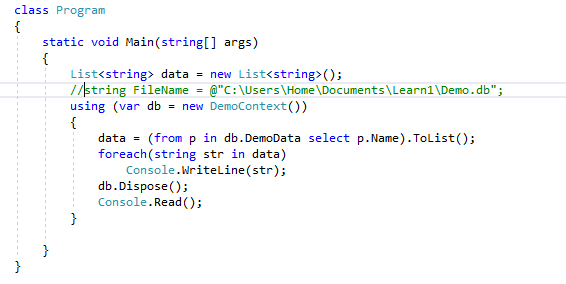 class Program
{
static void Main(string[] args)
{
List<string> data = new List<string>();
//string FileName = @"C:\Users\Home\Documents\Learn1\Demo.db";
using (var db = new DemoContext())
{
data = (from p in db.DemoData select p.Name).ToList();
foreach(string str in data)
Console.WriteLine(str);
db.Dispose();
Console.Read();
}
}
}